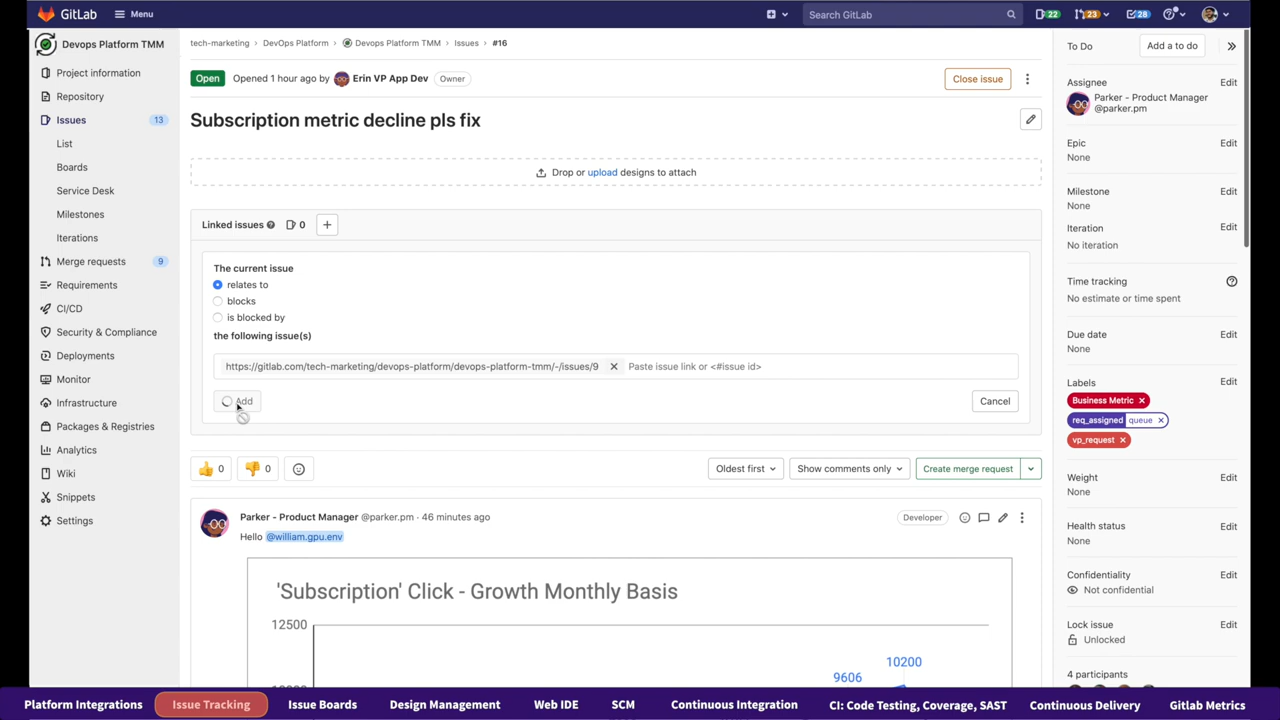 GitLab
Menu
Search GitLab
22
23
28
Devops Platform TMM
Project information
Repository
Issues 13
List
Boards
Service Desk
Milestones
Iterations
Merge requests 9
Requirements
CI/CD
Security & Compliance
Deployments
Monitor
Infrastructure
Packages & Registries
Analytics
Wiki
Snippets
Settings
tech-marketing › DevOps Platform › Devops Platform TMM › Issues › #16
Open Opened 1 hour ago by Erin VP App Dev Owner
Close issue
Subscription metric decline pls fix
Drop or upload designs to attach
Linked issues 0
The current issue
relates to
blocks
is blocked by
the following issue(s)
https://gitlab.com/tech-marketing/devops-platform/devops-platform-tmm/-/issues/9 Paste issue link or <#issue id>
Add
Cancel
0
0
Oldest first
Show comments only
Create merge request
Parker - Product Manager @parker.pm · 46 minutes ago
Developer
Hello @william.gpu.env
'Subscription' Click - Growth Monthly Basis
12500
10200
9606
To Do
Add a to do
Assignee Edit
Parker - Product Manager
@parker.pm
Epic Edit
None
Milestone Edit
None
Iteration Edit
No iteration
Time tracking
No estimate or time spent
Due date Edit
None
Labels Edit
Business Metric
req_assigned queue
vp_request
Weight Edit
None
Health status Edit
None
Confidentiality Edit
Not confidential
Lock issue Edit
Unlocked
4 participants
Platform Integrations
Issue Tracking
Issue Boards
Design Management
Web IDE
SCM
Continuous Integration
CI: Code Testing, Coverage, SAST
Continuous Delivery
Gitlab Metrics